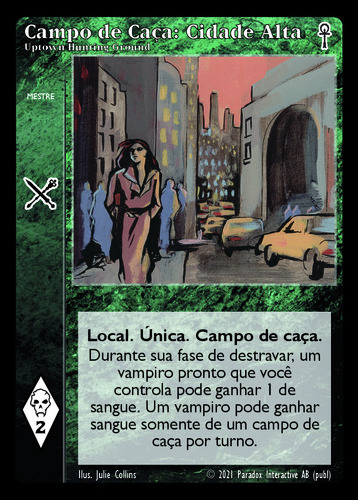 Campo de Caça: Cidade Alta
Uptown Hunting Ground
MESTRE
Local. Única. Campo de caça.
Durante sua fase de destravar, um
vampiro pronto que você
controla pode ganhar 1 de
sangue. Um vampiro pode ganhar
sangue somente de um campo de
caça por turno.
2
Ilus. Julie Collins
© 2021 Paradox Interactive AB (publ)